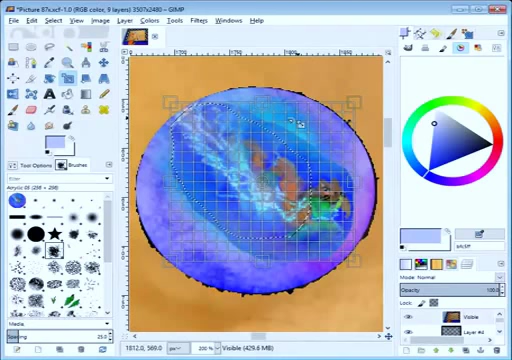 *Picture 87x.xcf-1.0 (RGB color, 9 layers) 3507x2480 – GIMP
File Edit Select View Image Layer Colors Tools Filters Windows Help
Tool Options Brushes
Filter
Acrylic 05 (256 × 256)
Media,
Spacing 25.0
1812.0, 569.0 px 200 % Visible (429.6 MB)
Mode: Normal
Opacity 100.0
Lock:
Visible
Layer #4